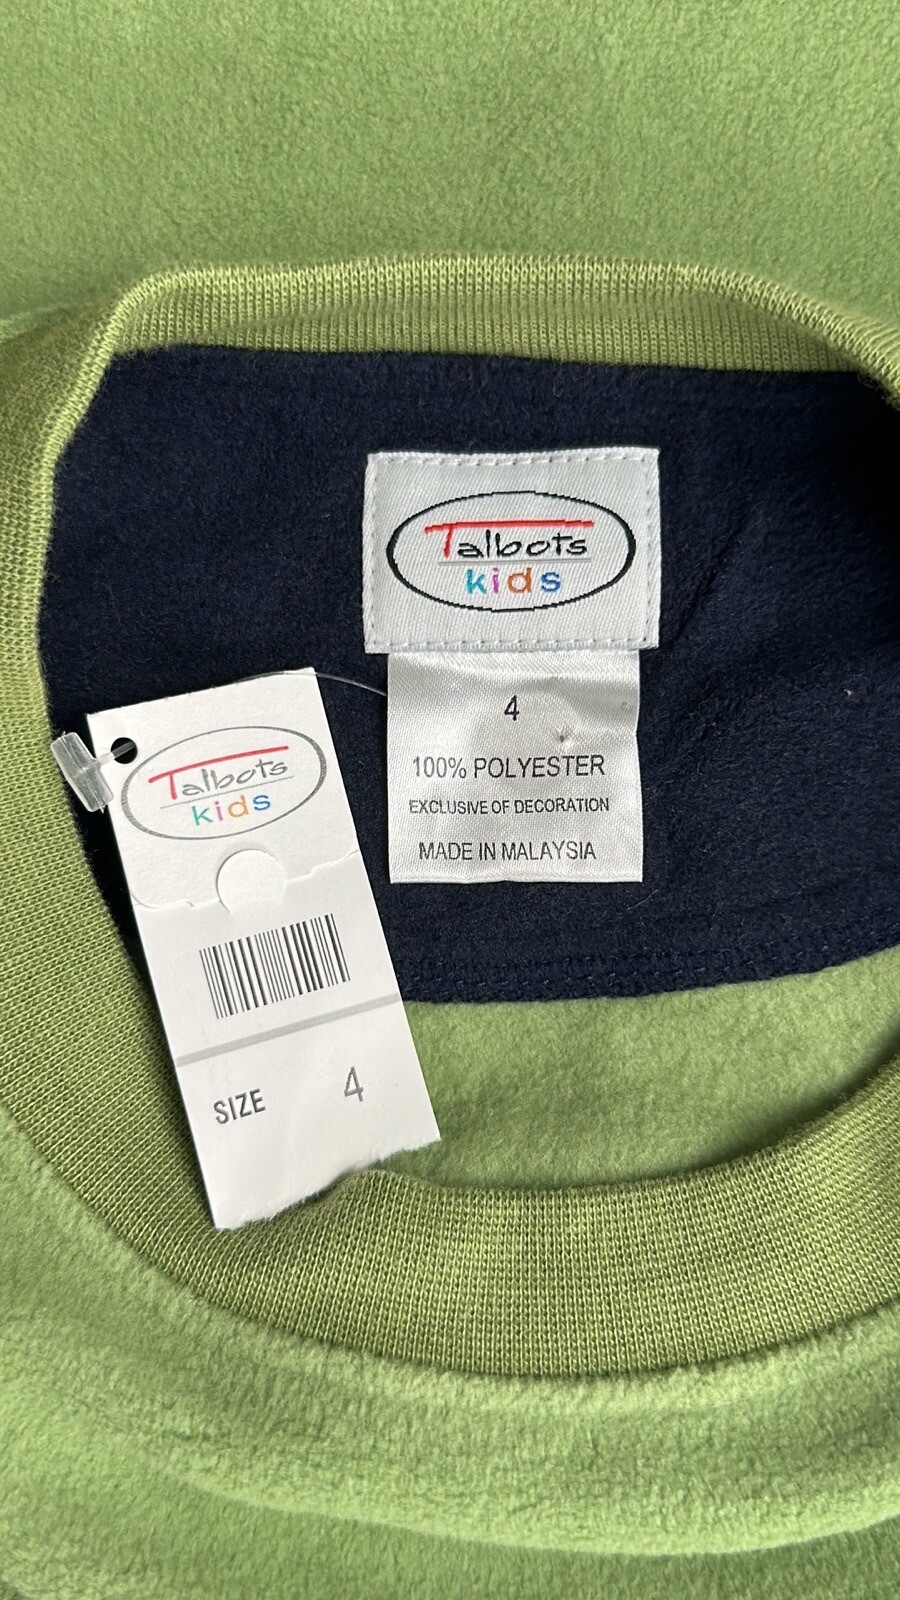 Talbots
kids
4
100% POLYESTER
EXCLUSIVE OF DECORATION
MADE IN MALAYSIA
Talbots
kids
SIZE 4